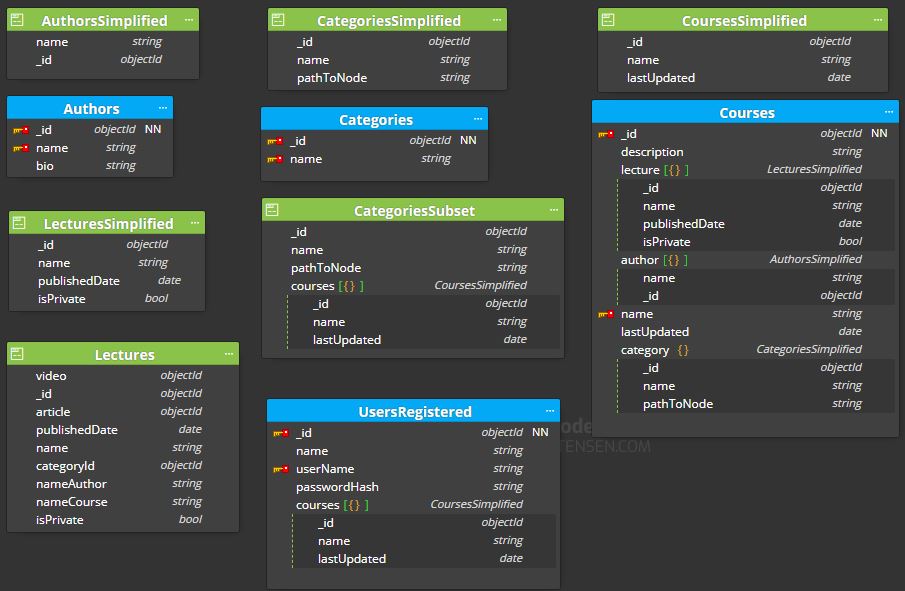 AuthorsSimplified ...
name string
_id objectId
CategoriesSimplified ...
_id objectId
name string
pathToNode string
CoursesSimplified ...
_id objectId
name string
lastUpdated date
Authors ...
_id objectId NN
name string
bio string
Categories ...
_id objectId NN
name string
Courses ...
_id objectId NN
description string
lecture [{} ] LecturesSimplified
_id objectId
name string
publishedDate date
isPrivate bool
author [{} ] AuthorsSimplified
name string
_id objectId
name string
lastUpdated date
category {} CategoriesSimplified
_id objectId
name string
pathToNode string
LecturesSimplified ...
_id objectId
name string
publishedDate date
isPrivate bool
CategoriesSubset ...
_id objectId
name string
pathToNode string
courses [{} ] CoursesSimplified
_id objectId
name string
lastUpdated date
Lectures ...
video objectId
_id objectId
article objectId
publishedDate date
name string
categoryId objectId
nameAuthor string
nameCourse string
isPrivate bool
UsersRegistered ...
_id objectId NN
name string
userName string
passwordHash string
courses [{} ] CoursesSimplified
_id objectId
name string
lastUpdated date
ode
TENSEN.COM